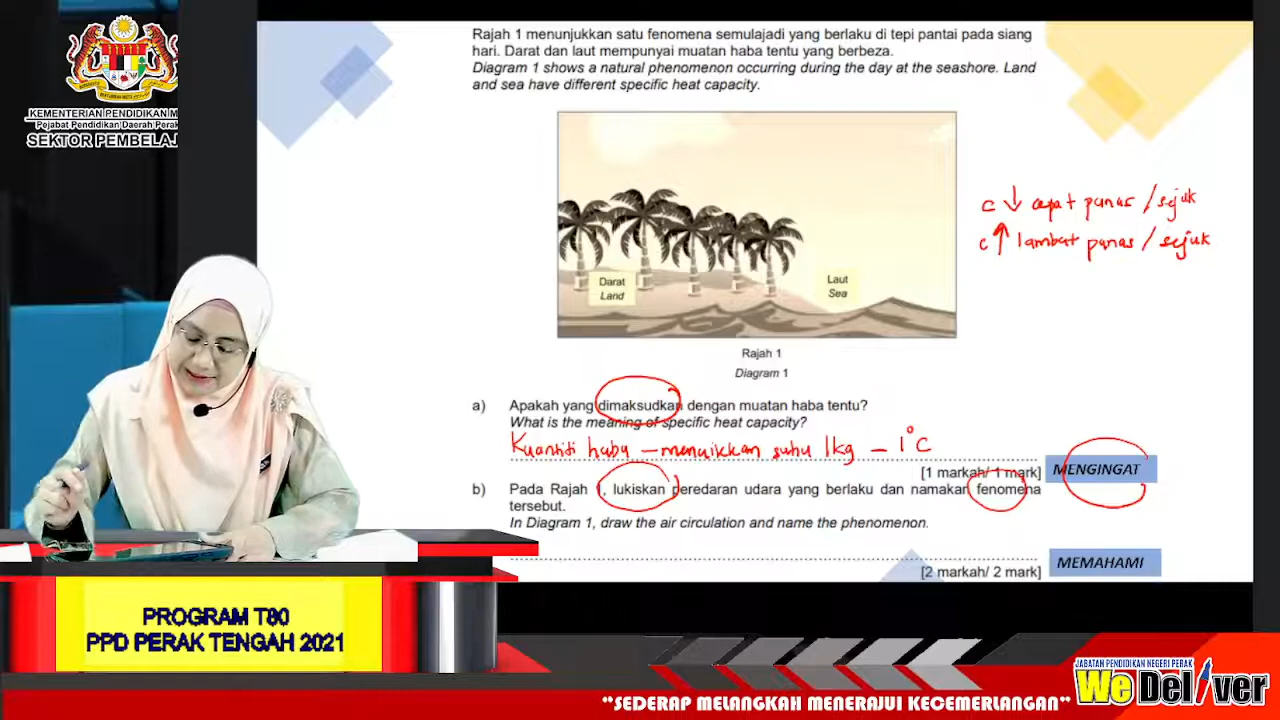 KEMENTERIAN PENDIDIKAN M
Pejabat Pendidikan Daerah Perak
SEKTOR PEMBELAJ
Rajah 1 menunjukkan satu fenomena semulajadi yang berlaku di tepi pantai pada siang
hari. Darat dan laut mempunyai muatan haba tentu yang berbeza.
Diagram 1 shows a natural phenomenon occurring during the day at the seashore. Land
and sea have different specific heat capacity.
Darat
Land
Laut
Sea
c ↓ cepat panas / sejuk
c ↑ lambat panas / sejuk
Rajah 1
Diagram 1
a) Apakah yang dimaksudkan dengan muatan haba tentu?
What is the meaning of specific heat capacity?
Kuantiti haba – menaikkan suhu 1kg – 1°C
[1 markah/ 1 mark] MENGINGAT
b) Pada Rajah 1, lukiskan peredaran udara yang berlaku dan namakan fenomena
tersebut.
In Diagram 1, draw the air circulation and name the phenomenon.
[2 markah/ 2 mark] MEMAHAMI
PROGRAM T80
PPD PERAK TENGAH 2021
JABATAN PENDIDIKAN NEGERI PERAK
We Deliver
"SEDERAP MELANGKAH MENERAJUI KECEMERLANGAN"